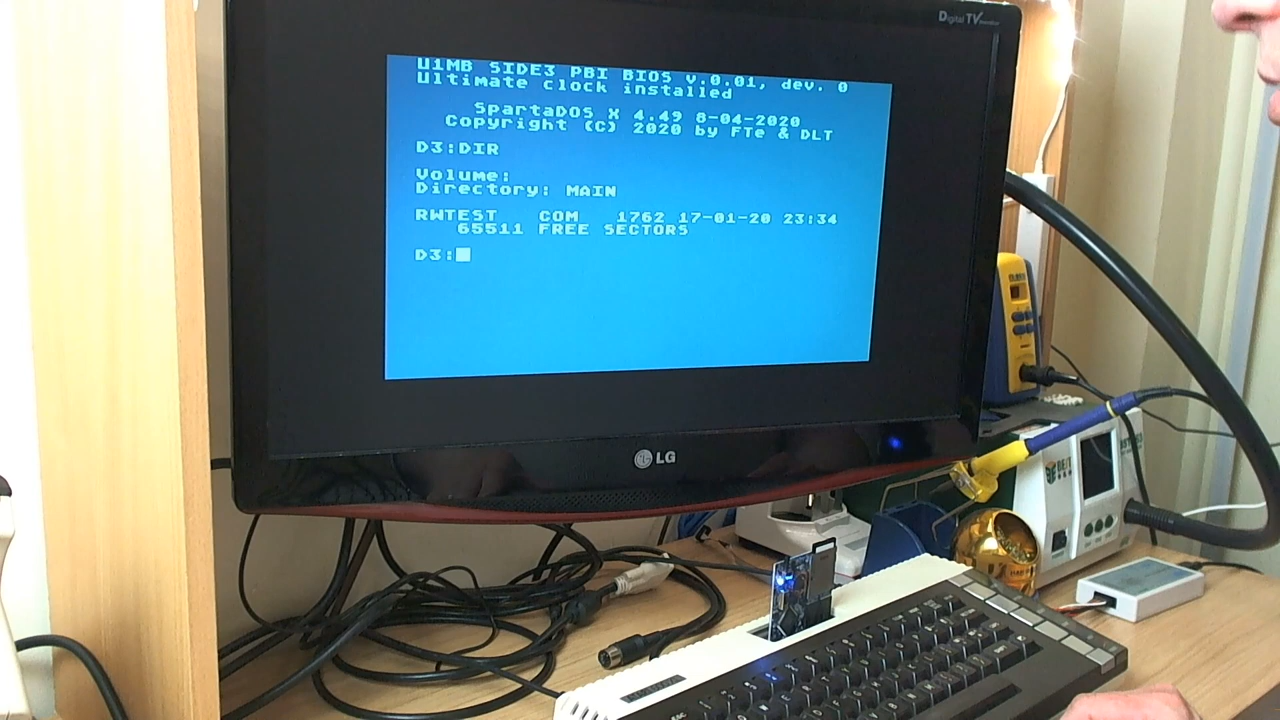 Digital TV
U1MB SIDE3 PBI BIOS v.0.01, dev. 0
Ultimate clock installed
SpartaDOS X 4.49 8-04-2020
Copyright (C) 2020 by FTe & DLT
D3:DIR
Volume:
Directory: MAIN
RWTEST COM 1762 17-01-20 23:34
65511 FREE SECTORS
D3:
LG